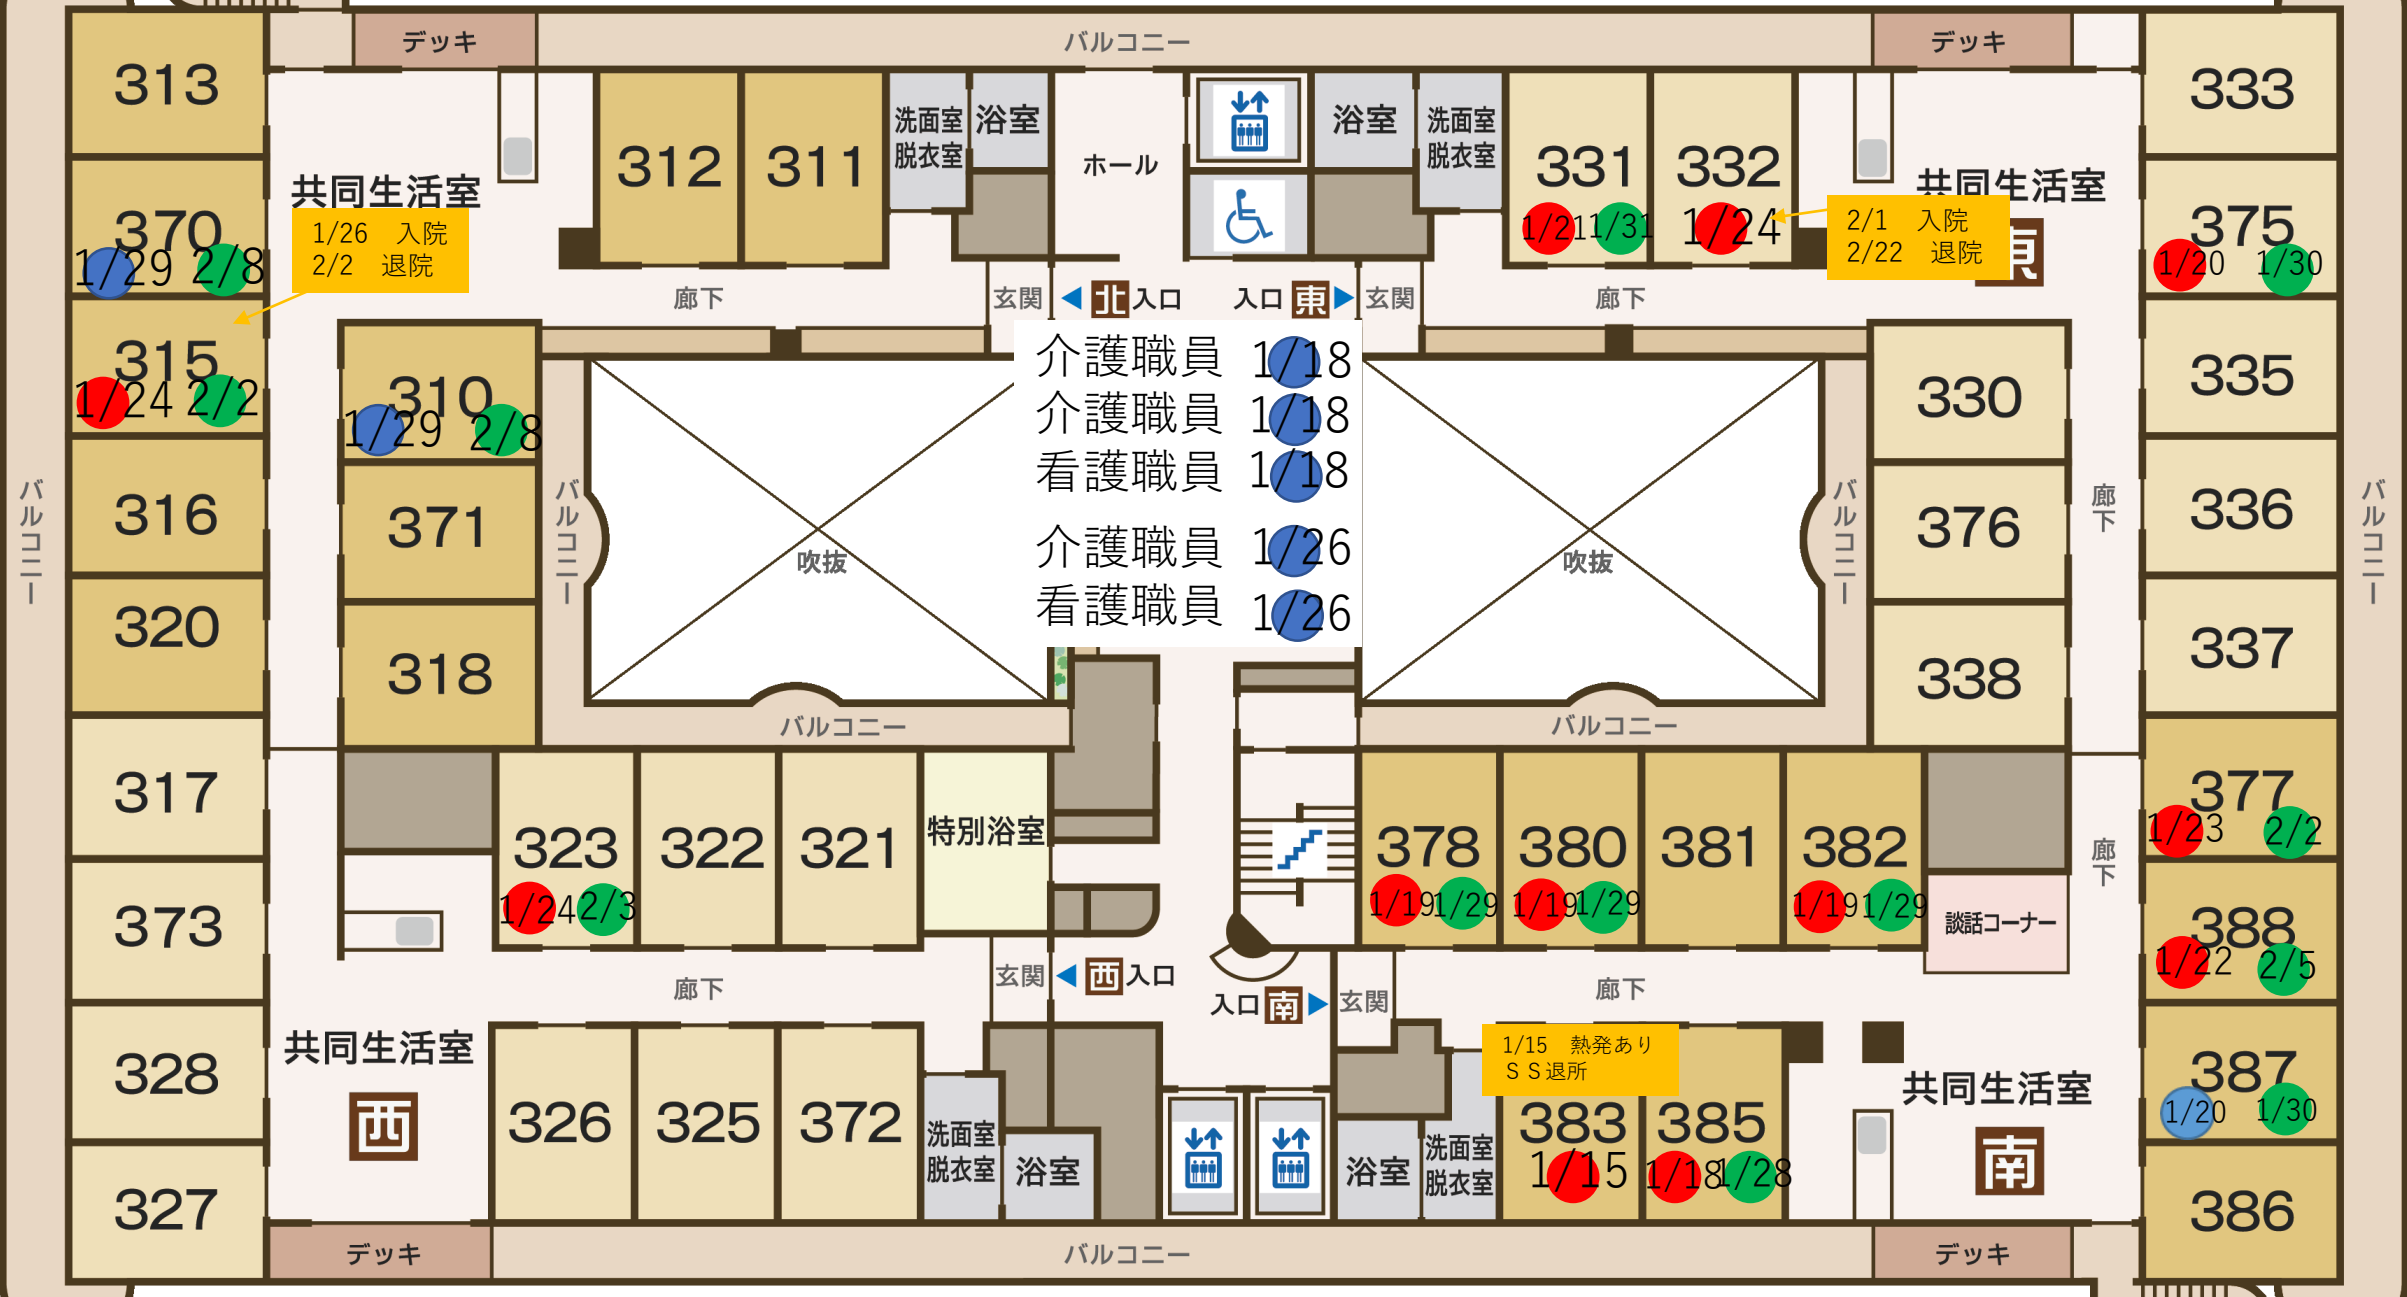 デッキ
バルコニー
デッキ
313
312
311
洗面室
脱衣室
浴室
ホール
浴室
洗面室
脱衣室
331
1/21
1/31
332
1/24
共同生活室
共同生活室
東
333
370
1/29
2/8
1/26 入院
2/2 退院
2/1 入院
2/22 退院
375
1/20
1/30
廊下
玄関
北
入口
入口
東
玄関
廊下
315
1/24
2/2
310
1/29
2/8
介護職員 1/18
介護職員 1/18
看護職員 1/18
介護職員 1/26
看護職員 1/26
330
335
バルコニー
316
371
バルコニー
吹抜
吹抜
バルコニー
376
廊下
336
バルコニー
320
318
338
337
バルコニー
バルコニー
317
323
1/24
2/3
322
321
特別浴室
378
1/19
1/29
380
1/19
1/29
381
382
1/19
1/29
廊下
377
1/23
2/2
373
談話コーナー
388
1/22
2/5
廊下
玄関
西
入口
入口
南
玄関
廊下
共同生活室
西
328
326
325
372
洗面室
脱衣室
浴室
浴室
洗面室
脱衣室
1/15 熱発あり
ＳＳ退所
383
1/15
385
1/18
1/28
共同生活室
南
387
1/20
1/30
327
386
デッキ
バルコニー
デッキ